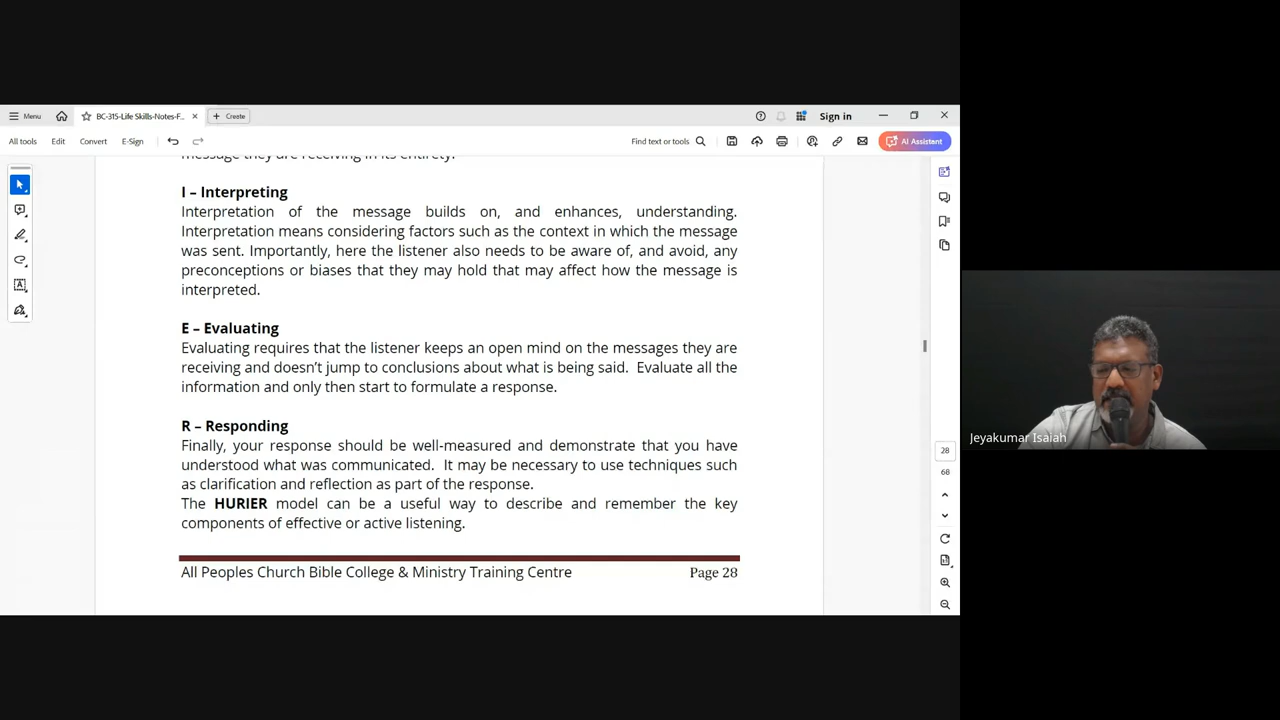 Menu
BC-315-Life Skills-Notes-F...
Create
Sign in
All tools
Edit
Convert
E-Sign
Find text or tools
AI Assistant
message they are receiving in its entirety.
I – Interpreting
Interpretation of the message builds on, and enhances, understanding.
Interpretation means considering factors such as the context in which the message
was sent. Importantly, here the listener also needs to be aware of, and avoid, any
preconceptions or biases that they may hold that may affect how the message is
interpreted.
E – Evaluating
Evaluating requires that the listener keeps an open mind on the messages they are
receiving and doesn't jump to conclusions about what is being said. Evaluate all the
information and only then start to formulate a response.
R – Responding
Finally, your response should be well-measured and demonstrate that you have
understood what was communicated. It may be necessary to use techniques such
as clarification and reflection as part of the response.
The HURIER model can be a useful way to describe and remember the key
components of effective or active listening.
All Peoples Church Bible College & Ministry Training Centre Page 28
28
68
Jeyakumar Isaiah